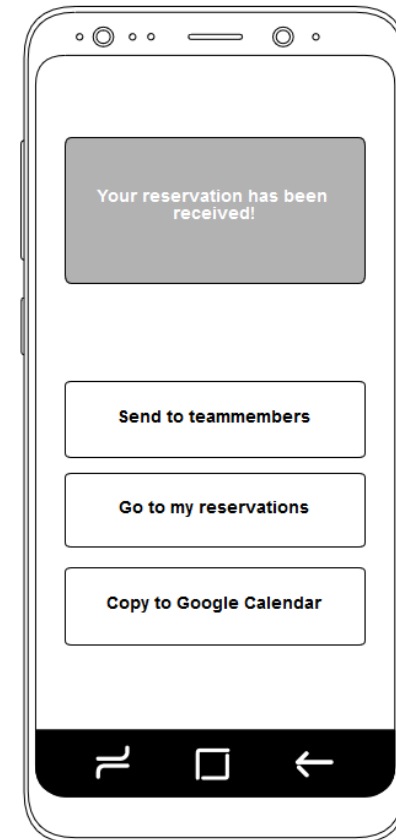 Your reservation has been
received!
Send to teammembers
Go to my reservations
Copy to Google Calendar